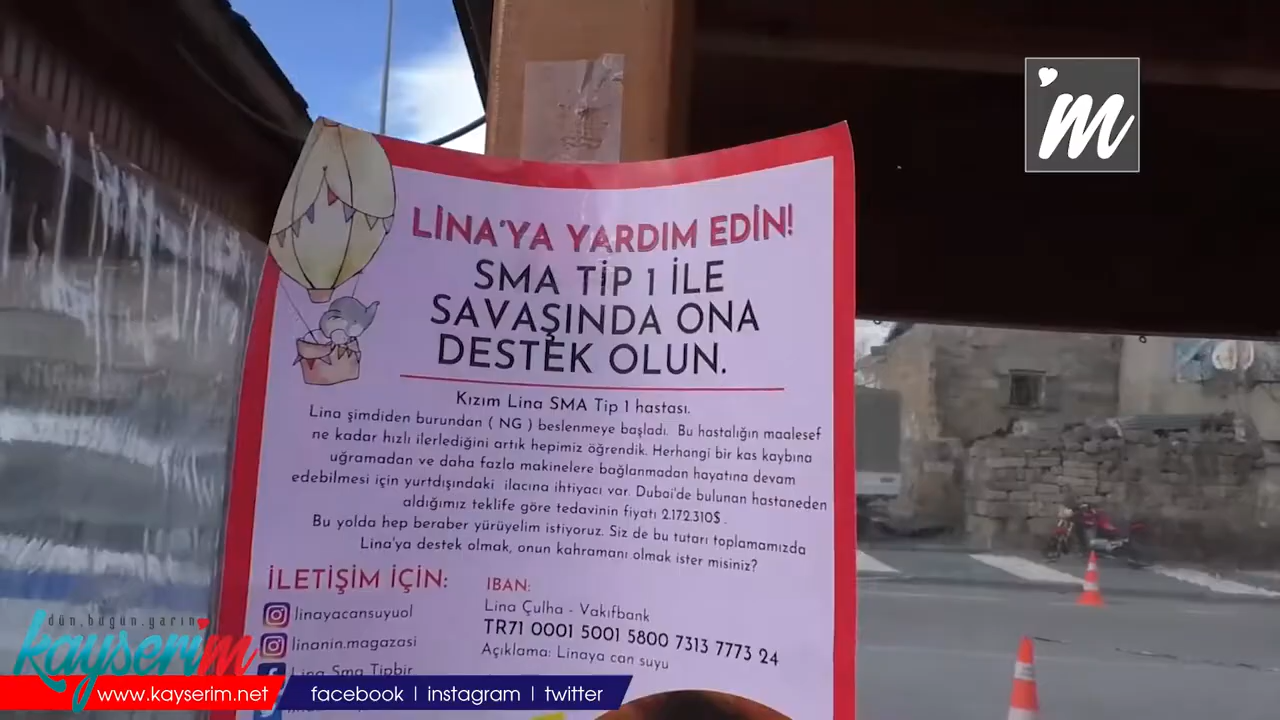 'm
LİNA'YA YARDIM EDİN!
SMA TİP 1 İLE
SAVAŞINDA ONA
DESTEK OLUN.
Kızım Lina SMA Tip 1 hastası.
Lina şimdiden burundan ( NG ) beslenmeye başladı. Bu hastalığın maalesef
ne kadar hızlı ilerlediğini artık hepimiz öğrendik. Herhangi bir kas kaybına
uğramadan ve daha fazla makinelere bağlanmadan hayatına devam
edebilmesi için yurtdışındaki ilacına ihtiyacı var. Dubai'de bulunan hastaneden
aldığımız teklife göre tedavinin fiyatı 2.172.310$ .
Bu yolda hep beraber yürüyelim istiyoruz. Siz de bu tutarı toplamamızda
Lina'ya destek olmak, onun kahramanı olmak ister misiniz?
İLETİŞİM İÇİN:
linayacansuyuol
linanin.magazasi
Lina Sma Tipbir
IBAN:
Lina Çulha - Vakıfbank
TR71 0001 5001 5800 7313 7773 24
Açıklama: Linaya can suyu
dün.bugün.yarın
kayserim
www.kayserim.net
facebook | instagram | twitter